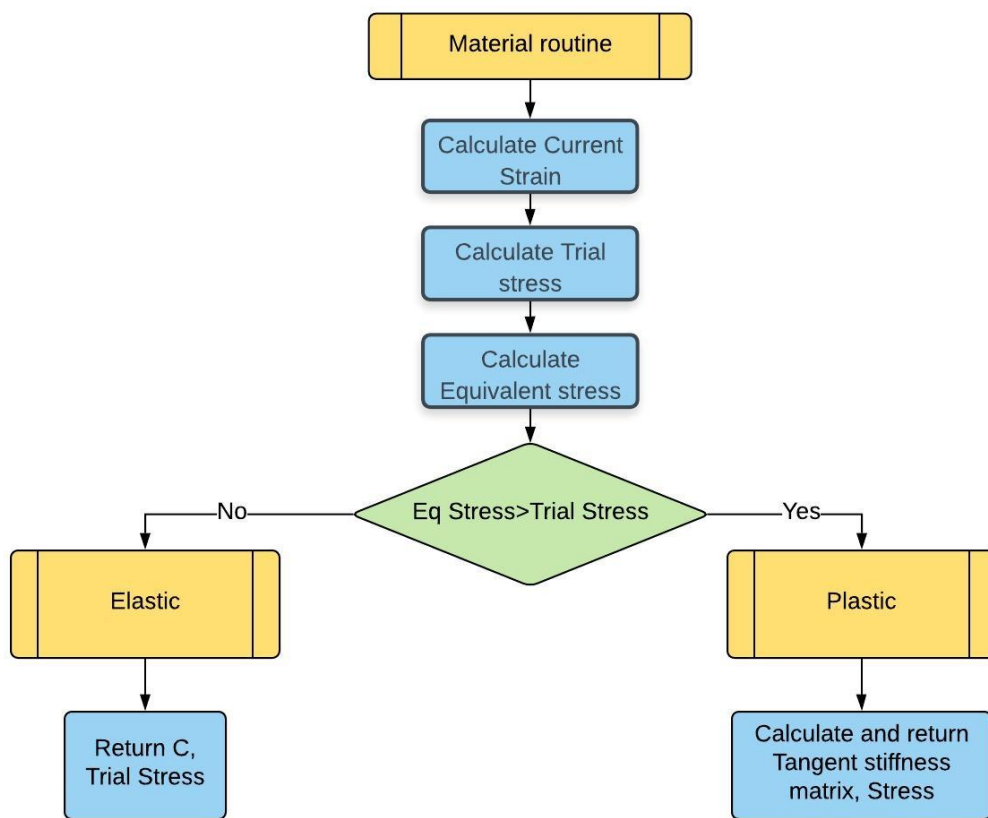 Material routine
Calculate Current
Strain
Calculate Trial
stress
Calculate
Equivalent stress
Eq Stress>Trial Stress
No
Yes
Elastic
Plastic
Return C,
Trial Stress
Calculate and return
Tangent stiffness
matrix, Stress